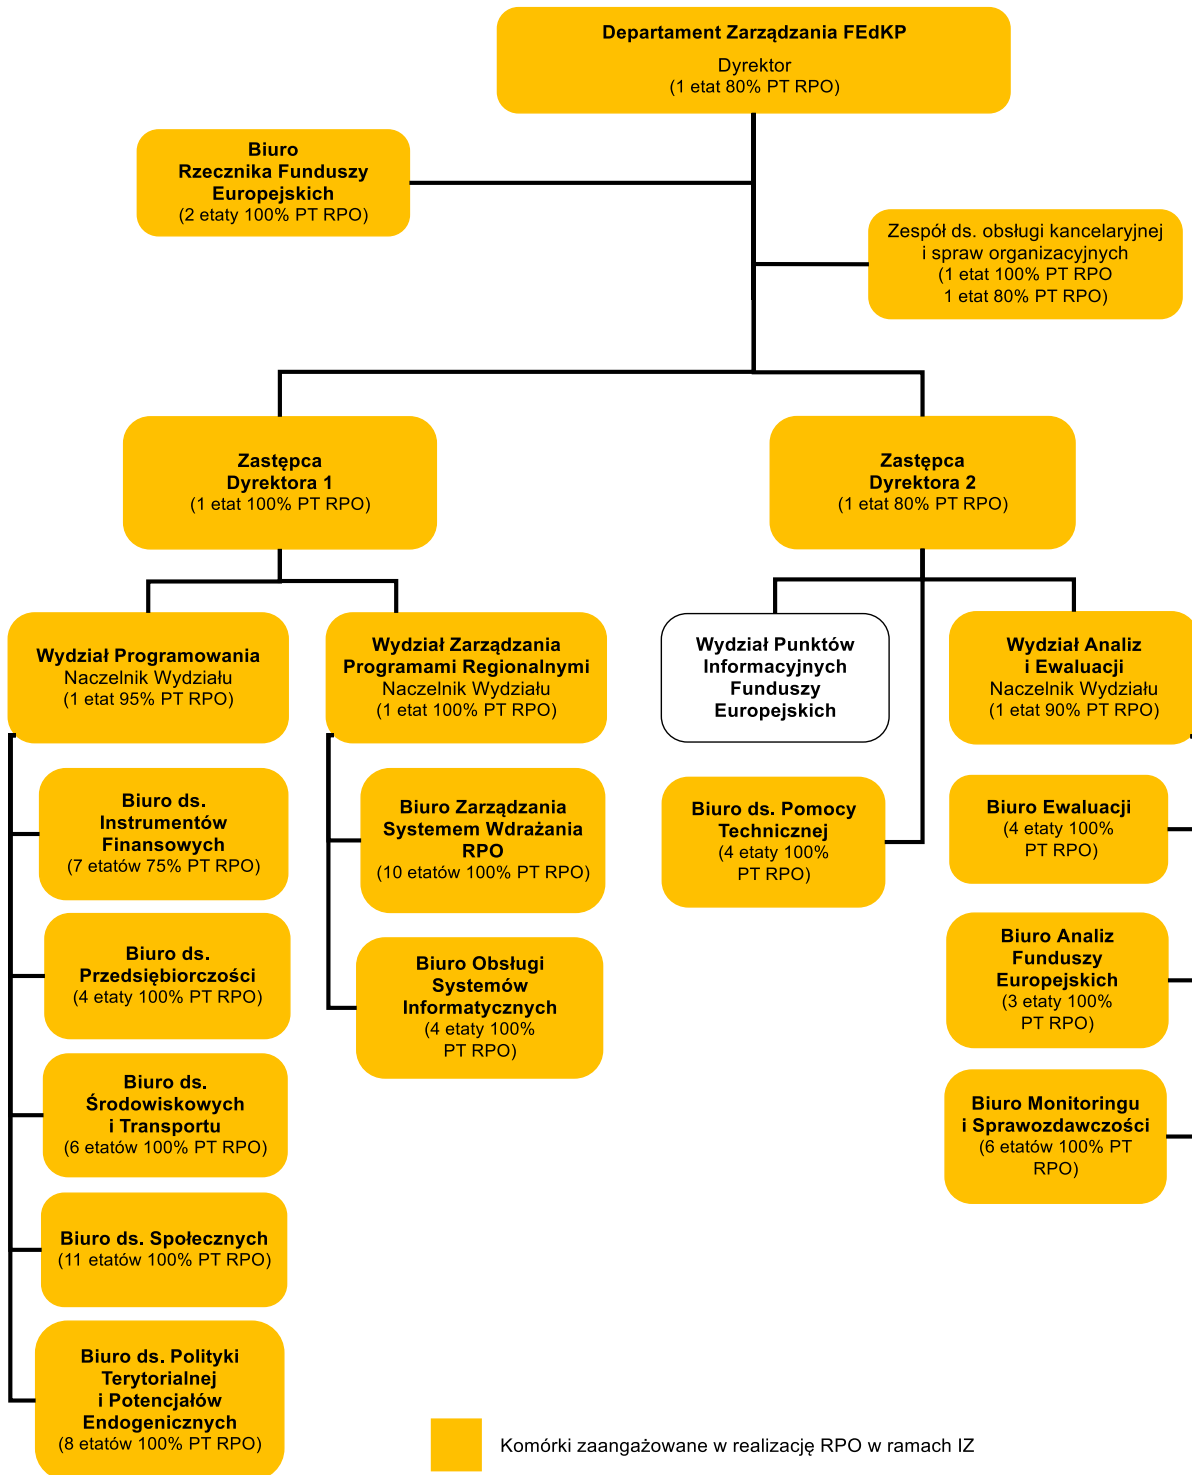 Departament Zarządzania FEdKP
Dyrektor
(1 etat 80% PT RPO)
Biuro
Rzecznika Funduszy
Europejskich
(2 etaty 100% PT RPO)
Zespół ds. obsługi kancelaryjnej
i spraw organizacyjnych
(1 etat 100% PT RPO
1 etat 80% PT RPO)
Zastępca
Dyrektora 1
(1 etat 100% PT RPO)
Zastępca
Dyrektora 2
(1 etat 80% PT RPO)
Wydział Programowania
Naczelnik Wydziału
(1 etat 95% PT RPO)
Wydział Zarządzania
Programami Regionalnymi
Naczelnik Wydziału
(1 etat 100% PT RPO)
Wydział Punktów
Informacyjnych
Funduszy
Europejskich
Wydział Analiz
i Ewaluacji
Naczelnik Wydziału
(1 etat 90% PT RPO)
Biuro ds.
Instrumentów
Finansowych
(7 etatów 75% PT RPO)
Biuro Zarządzania
Systemem Wdrażania
RPO
(10 etatów 100% PT RPO)
Biuro ds. Pomocy
Technicznej
(4 etaty 100%
PT RPO)
Biuro Ewaluacji
(4 etaty 100%
PT RPO)
Biuro ds.
Przedsiębiorczości
(4 etaty 100% PT RPO)
Biuro Obsługi
Systemów
Informatycznych
(4 etaty 100%
PT RPO)
Biuro Analiz
Funduszy
Europejskich
(3 etaty 100%
PT RPO)
Biuro ds.
Środowiskowych
i Transportu
(6 etatów 100% PT RPO)
Biuro Monitoringu
i Sprawozdawczości
(6 etatów 100% PT
RPO)
Biuro ds. Społecznych
(11 etatów 100% PT RPO)
Biuro ds. Polityki
Terytorialnej
i Potencjałów
Endogenicznych
(8 etatów 100% PT RPO)
Komórki zaangażowane w realizację RPO w ramach IZ